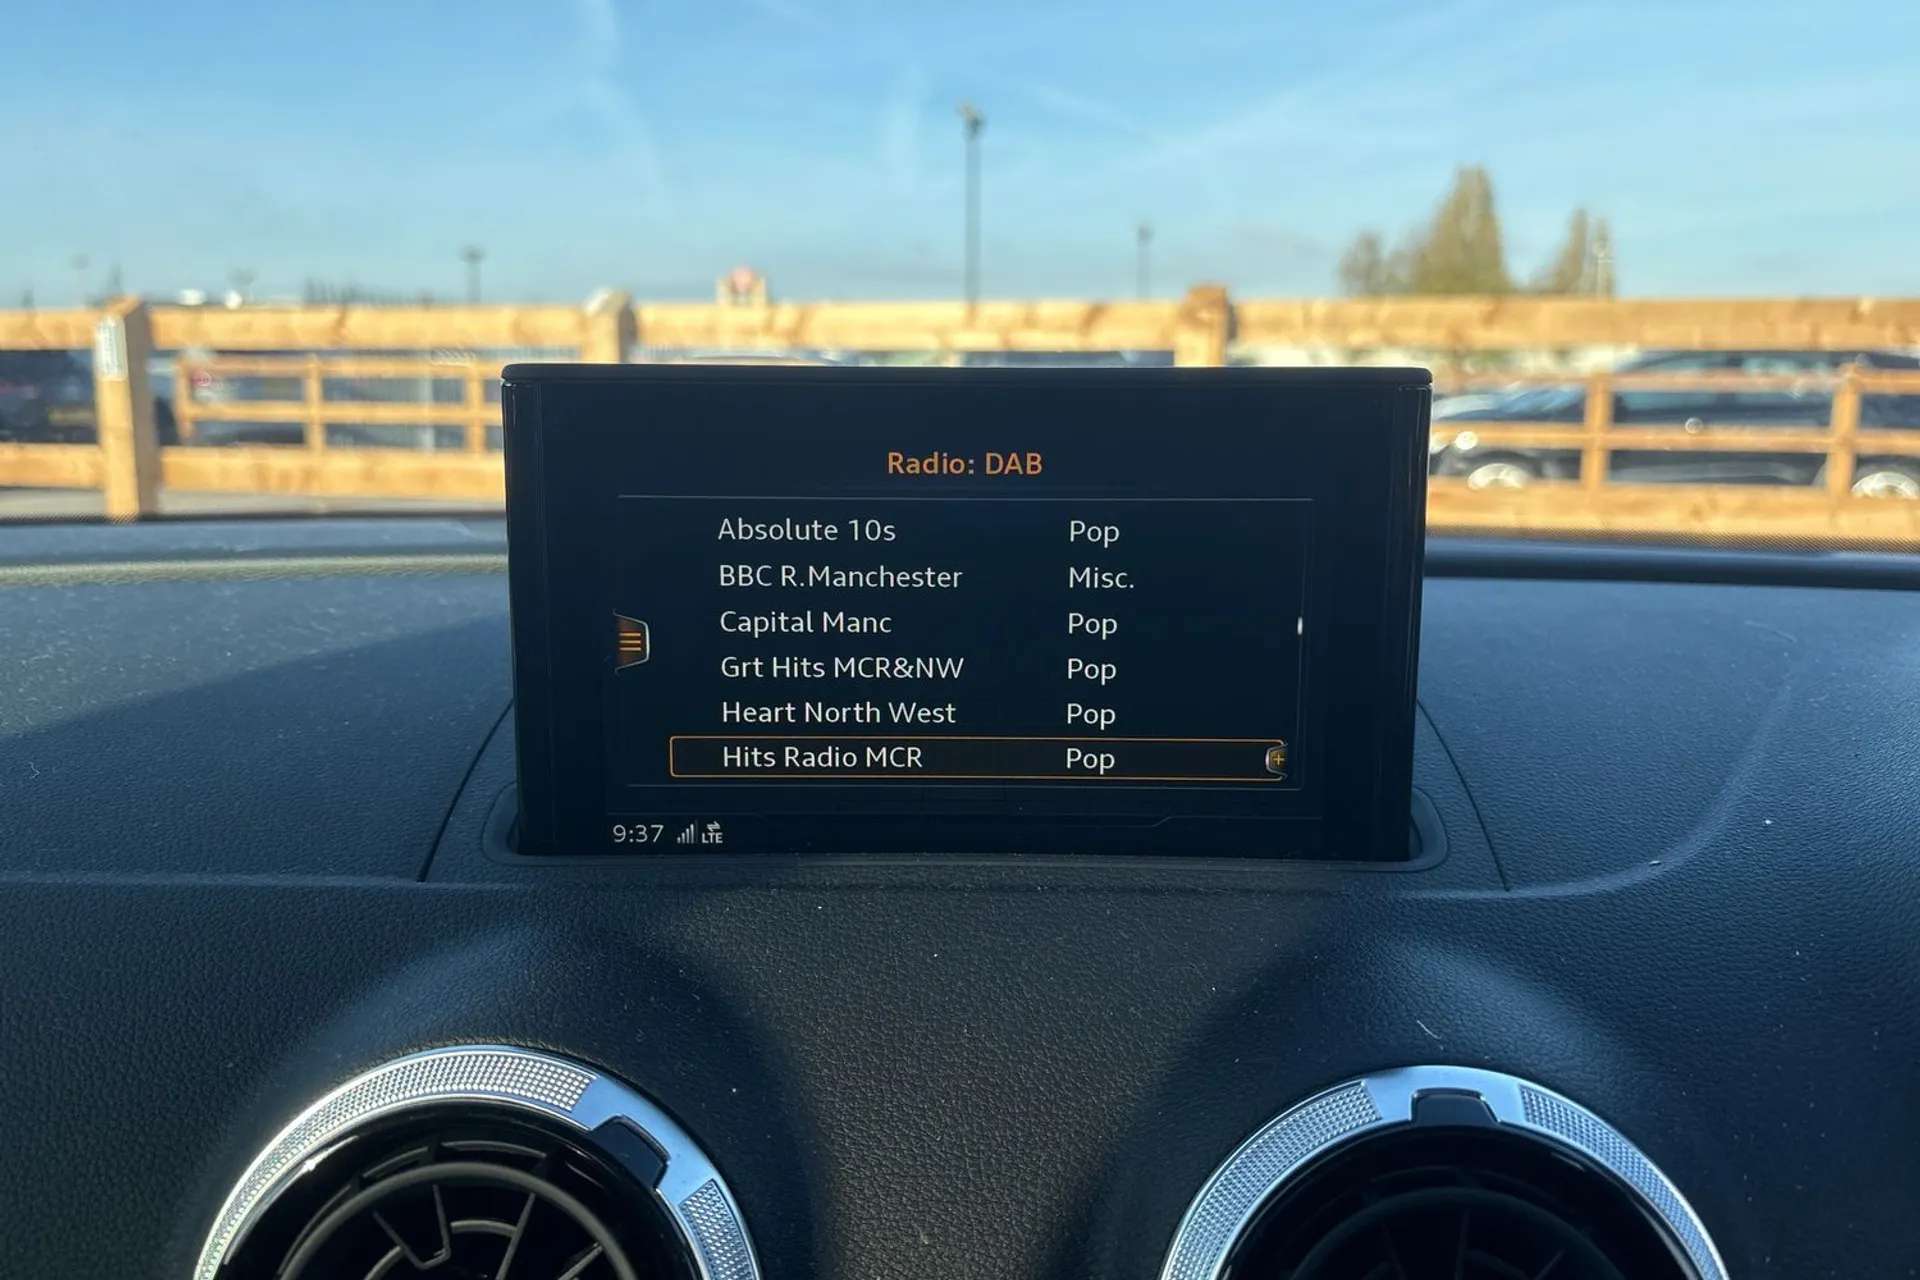 Radio: DAB
Absolute 10s Pop
BBC R.Manchester Misc.
Capital Manc Pop
Grt Hits MCR&NW Pop
Heart North West Pop
Hits Radio MCR Pop
9:37 LTE